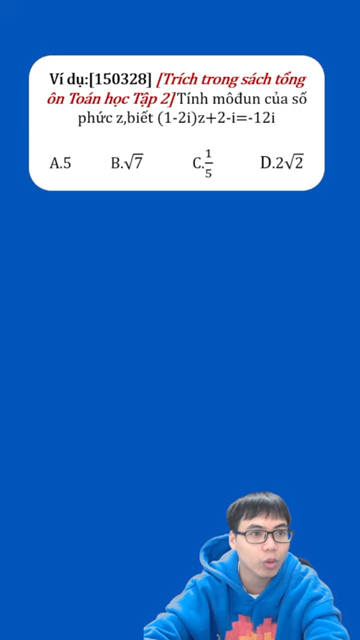 Ví dụ:[150328] [Trích trong sách tổng
ôn Toán học Tập 2]Tính môđun của số
phức z,biết (1-2i)z+2-i=-12i
A.5 B.√7 C.1/5 D.2√2